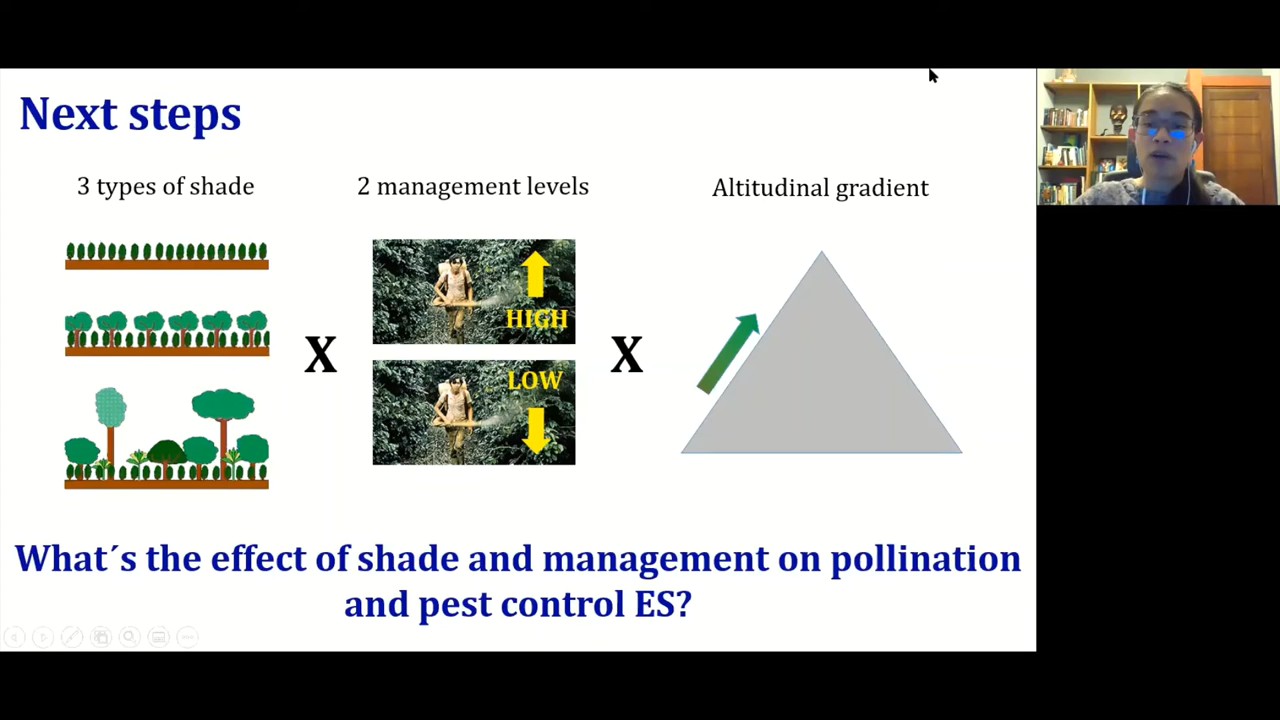 Next steps
3 types of shade
2 management levels
Altitudinal gradient
HIGH
LOW
X
X
What´s the effect of shade and management on pollination
and pest control ES?